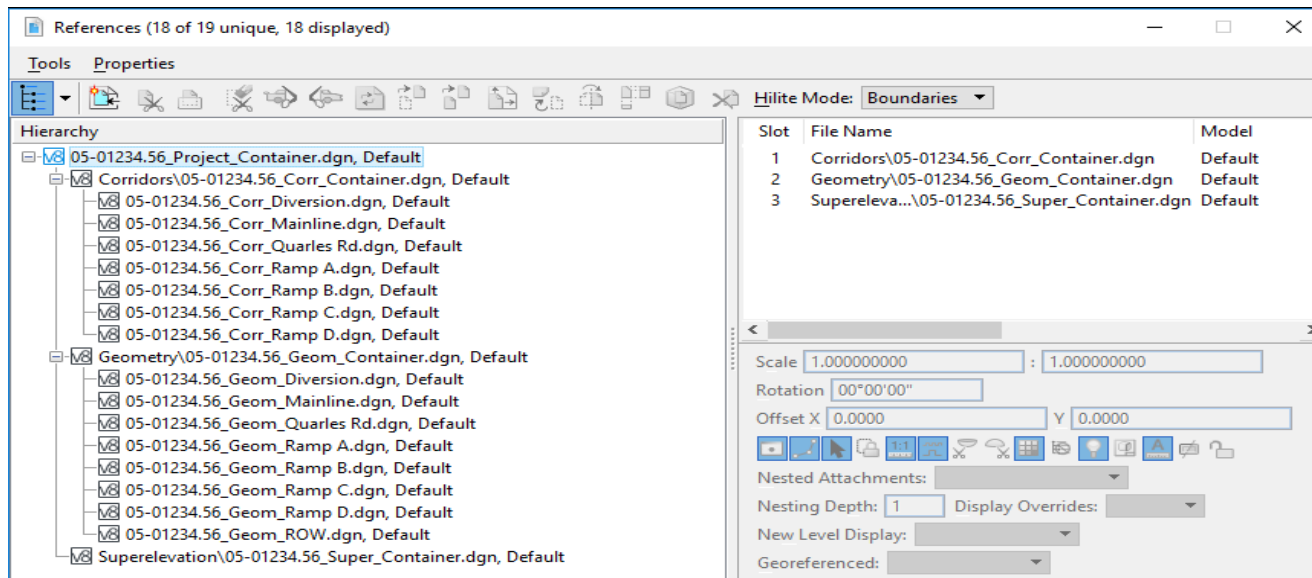 References (18 of 19 unique, 18 displayed)
Tools Properties
Hilite Mode: Boundaries
Hierarchy
05-01234.56_Project_Container.dgn, Default
Corridors\05-01234.56_Corr_Container.dgn, Default
05-01234.56_Corr_Diversion.dgn, Default
05-01234.56_Corr_Mainline.dgn, Default
05-01234.56_Corr_Quarles Rd.dgn, Default
05-01234.56_Corr_Ramp A.dgn, Default
05-01234.56_Corr_Ramp B.dgn, Default
05-01234.56_Corr_Ramp C.dgn, Default
05-01234.56_Corr_Ramp D.dgn, Default
Geometry\05-01234.56_Geom_Container.dgn, Default
05-01234.56_Geom_Diversion.dgn, Default
05-01234.56_Geom_Mainline.dgn, Default
05-01234.56_Geom_Quarles Rd.dgn, Default
05-01234.56_Geom_Ramp A.dgn, Default
05-01234.56_Geom_Ramp B.dgn, Default
05-01234.56_Geom_Ramp C.dgn, Default
05-01234.56_Geom_Ramp D.dgn, Default
05-01234.56_Geom_ROW.dgn, Default
Superelevation\05-01234.56_Super_Container.dgn, Default
Slot File Name Model
1 Corridors\05-01234.56_Corr_Container.dgn Default
2 Geometry\05-01234.56_Geom_Container.dgn Default
3 Supereleva...\05-01234.56_Super_Container.dgn Default
Scale 1.000000000 : 1.000000000
Rotation 00°00'00"
Offset X 0.0000 Y 0.0000
1:1 A
Nested Attachments:
Nesting Depth: 1 Display Overrides:
New Level Display:
Georeferenced: